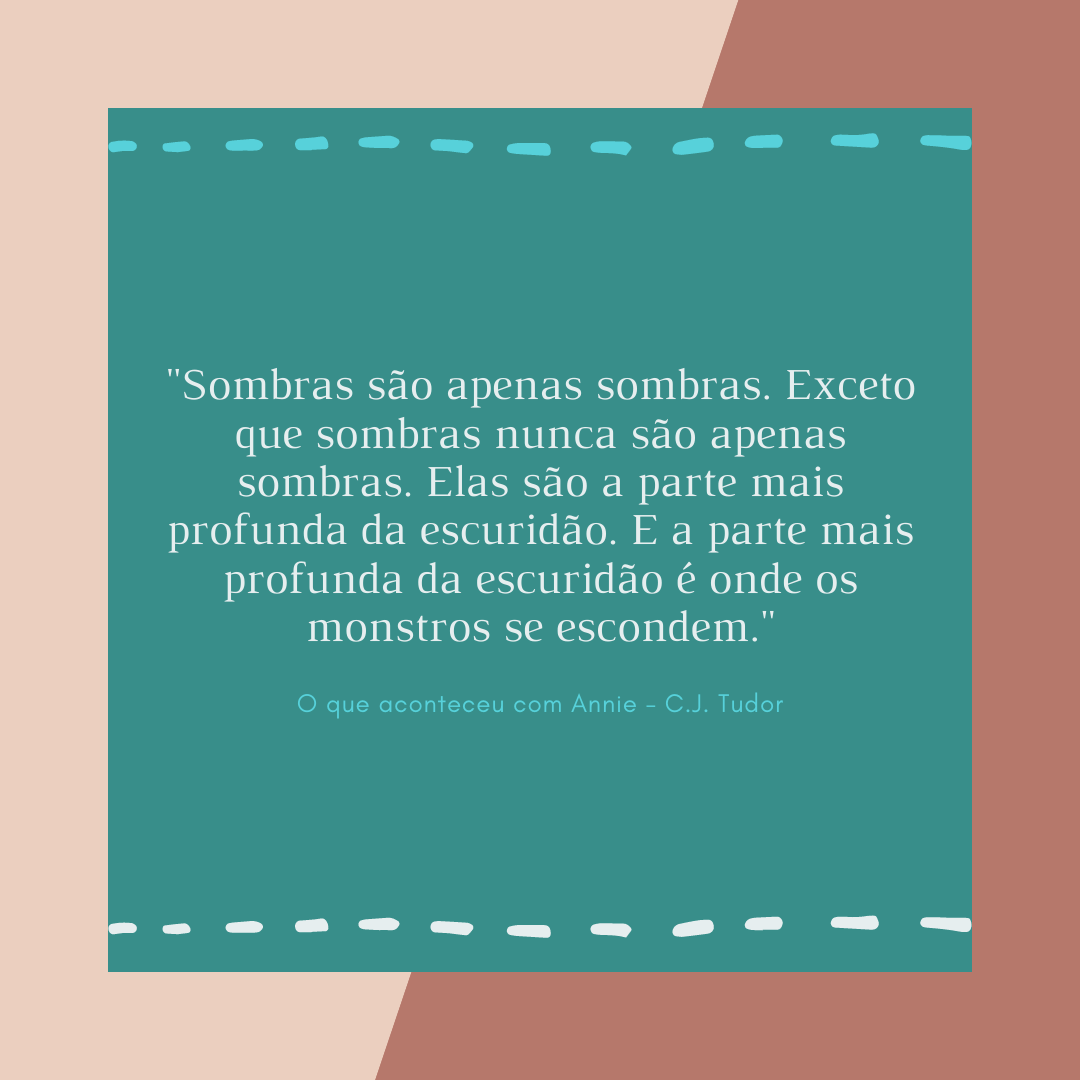 "Sombras são apenas sombras. Exceto
que sombras nunca são apenas
sombras. Elas são a parte mais
profunda da escuridão. E a parte mais
profunda da escuridão é onde os
monstros se escondem."
O que aconteceu com Annie - C.J. Tudor